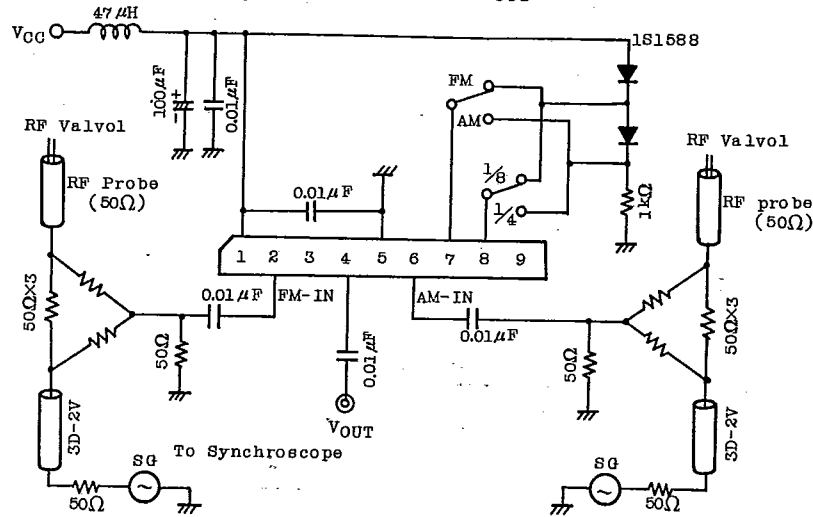 47μH
VCC
1S1588
100μF
+
-
0.01μF
FM
AM
RF Valvol
RF Valvol
RF Probe
(50Ω)
RF probe
(50Ω)
1/8
1/4
1kΩ
0.01μF
1 2 3 4 5 6 7 8 9
0.01μF
FM-IN
AM-IN
0.01μF
50Ω×3
50Ω
0.01μF
50Ω
50Ω×3
VOUT
To Synchroscope
3D-2V
SG
50Ω
SG
50Ω
3D-2V